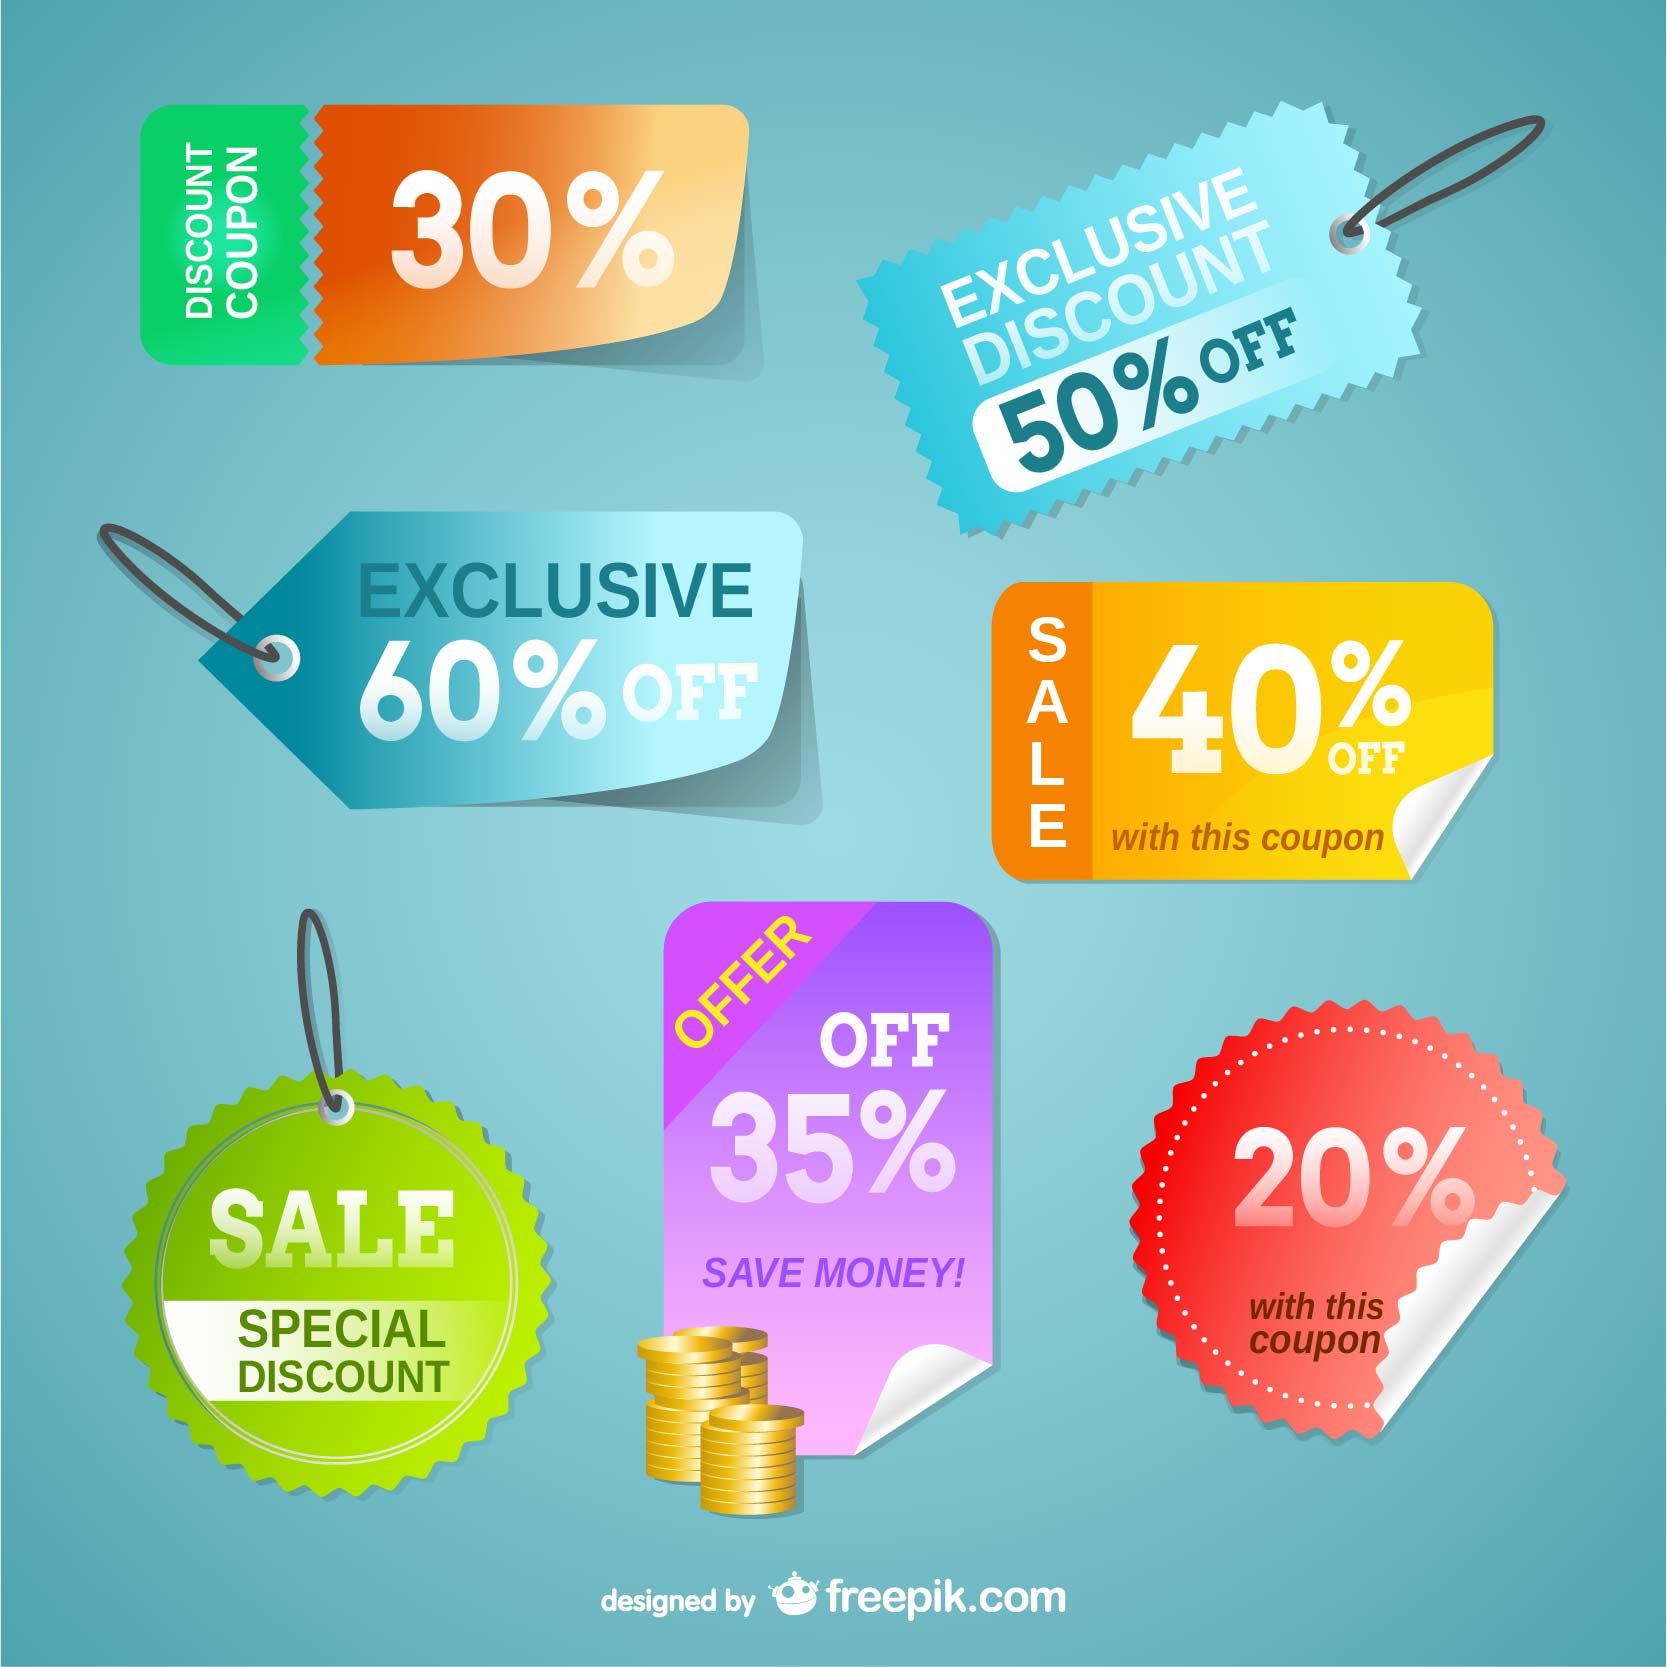 DISCOUNT
COUPON
30%
EXCLUSIVE
DISCOUNT
50% OFF
EXCLUSIVE
60% OFF
SALE
40%
OFF
with this coupon
SALE
SPECIAL
DISCOUNT
OFFER
OFF
35%
SAVE MONEY!
20%
with this
coupon
designed by freepik.com